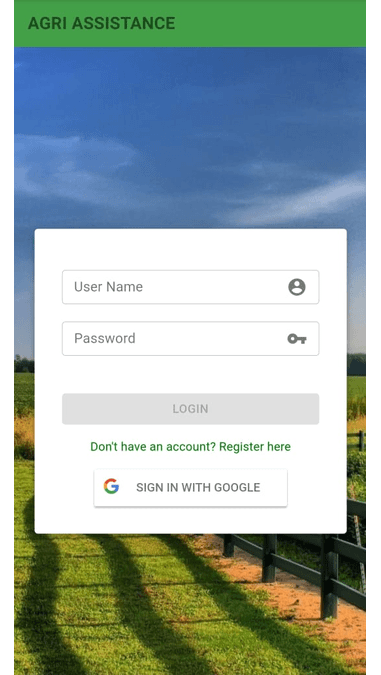 AGRI ASSISTANCE
User Name
Password
LOGIN
Don't have an account? Register here
SIGN IN WITH GOOGLE